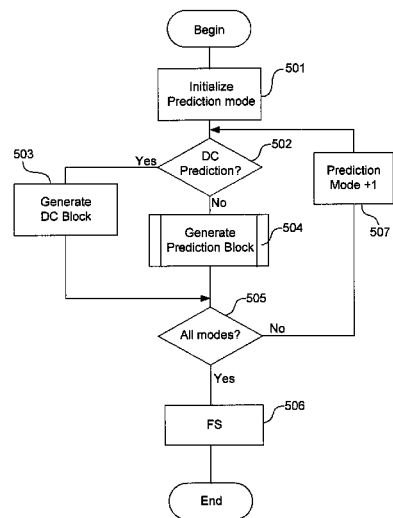 Begin
501
Initialize
Prediction mode
502
503
Yes
DC
Prediction?
Prediction
Mode +1
Generate
DC Block
No
507
Generate
Prediction Block
504
505
All modes?
No
Yes
506
FS
End